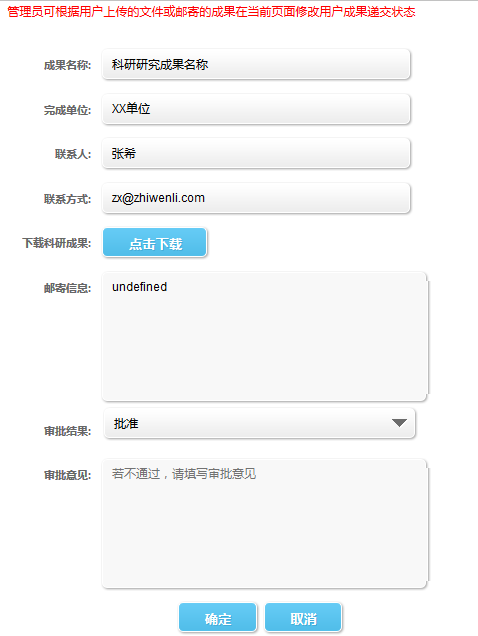 管理员可根据用户上传的文件或邮寄的成果在当前页面修改用户成果递交状态
成果名称: 科研研究成果名称
完成单位: XX单位
联系人: 张希
联系方式: zx@zhiwenli.com
下载科研成果: 点击下载
邮寄信息: undefined
审批结果: 批准
审批意见: 若不通过，请填写审批意见
确定 取消